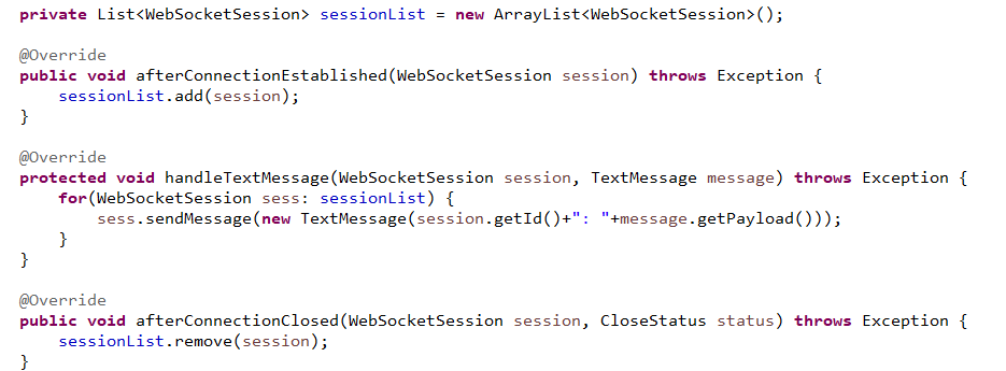 private List<WebSocketSession> sessionList = new ArrayList<WebSocketSession>();
@Override
public void afterConnectionEstablished(WebSocketSession session) throws Exception {
sessionList.add(session);
}
@Override
protected void handleTextMessage(WebSocketSession session, TextMessage message) throws Exception {
for(WebSocketSession sess: sessionList) {
sess.sendMessage(new TextMessage(session.getId()+": "+message.getPayload()));
}
}
@Override
public void afterConnectionClosed(WebSocketSession session, CloseStatus status) throws Exception {
sessionList.remove(session);
}